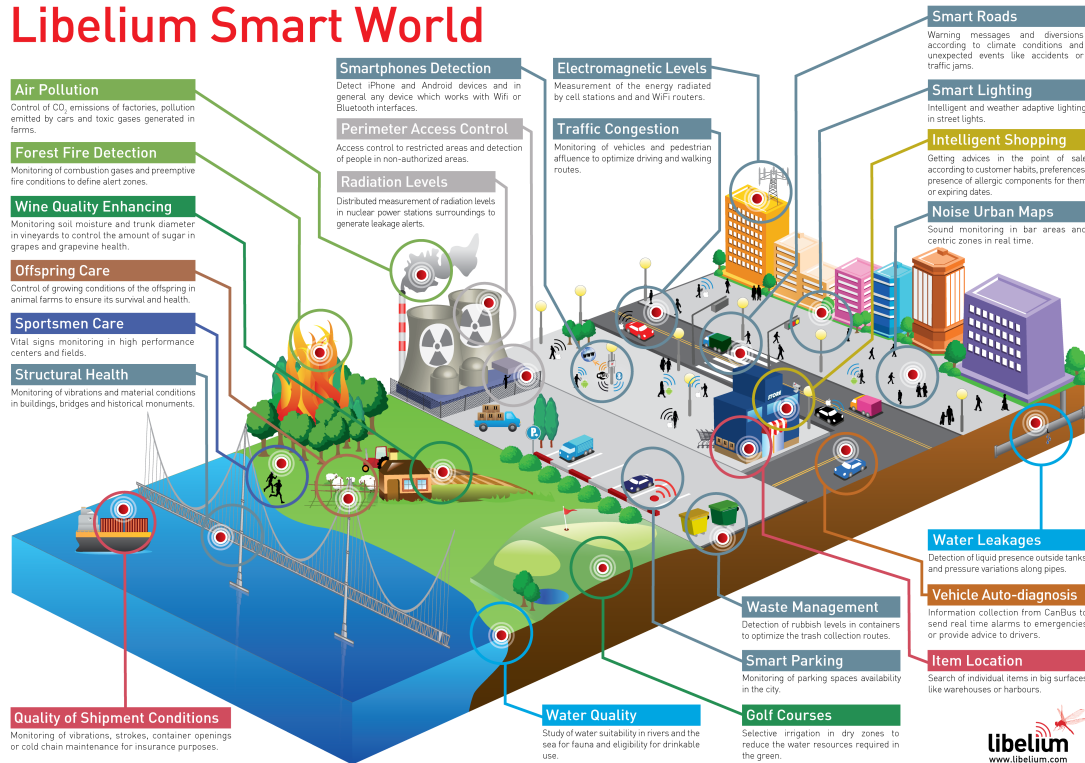 Libelium Smart World
Air Pollution
Control of CO₂ emissions of factories, pollution
emitted by cars and toxic gases generated in
farms.
Forest Fire Detection
Monitoring of combustion gases and preemptive
fire conditions to define alert zones.
Wine Quality Enhancing
Monitoring soil moisture and trunk diameter
in vineyards to control the amount of sugar in
grapes and grapevine health.
Offspring Care
Control of growing conditions of the offspring in
animal farms to ensure its survival and health.
Sportsmen Care
Vital signs monitoring in high performance
centers and fields.
Structural Health
Monitoring of vibrations and material conditions
in buildings, bridges and historical monuments.
Smartphones Detection
Detect iPhone and Android devices and in
general any device which works with Wifi or
Bluetooth interfaces.
Perimeter Access Control
Access control to restricted areas and detection
of people in non-authorized areas.
Radiation Levels
Distributed measurement of radiation levels
in nuclear power stations surroundings to
generate leakage alerts.
Electromagnetic Levels
Measurement of the energy radiated
by cell stations and and WiFi routers.
Traffic Congestion
Monitoring of vehicles and pedestrian
affluence to optimize driving and walking
routes.
Smart Roads
Warning messages and diversions
according to climate conditions and
unexpected events like accidents or
traffic jams.
Smart Lighting
Intelligent and weather adaptive lighting
in street lights.
Intelligent Shopping
Getting advices in the point of sale
according to customer habits, preferences,
presence of allergic components for them
or expiring dates.
Noise Urban Maps
Sound monitoring in bar areas and
centric zones in real time.
STORE
P
Water Leakages
Detection of liquid presence outside tanks
and pressure variations along pipes.
Vehicle Auto-diagnosis
Information collection from CanBus to
send real time alarms to emergencies
or provide advice to drivers.
Item Location
Search of individual items in big surfaces
like warehouses or harbours.
Waste Management
Detection of rubbish levels in containers
to optimize the trash collection routes.
Smart Parking
Monitoring of parking spaces availability
in the city.
Golf Courses
Selective irrigation in dry zones to
reduce the water resources required in
the green.
Water Quality
Study of water suitability in rivers and the
sea for fauna and eligibility for drinkable
use.
Quality of Shipment Conditions
Monitoring of vibrations, strokes, container openings
or cold chain maintenance for insurance purposes.
libelium
www.libelium.com